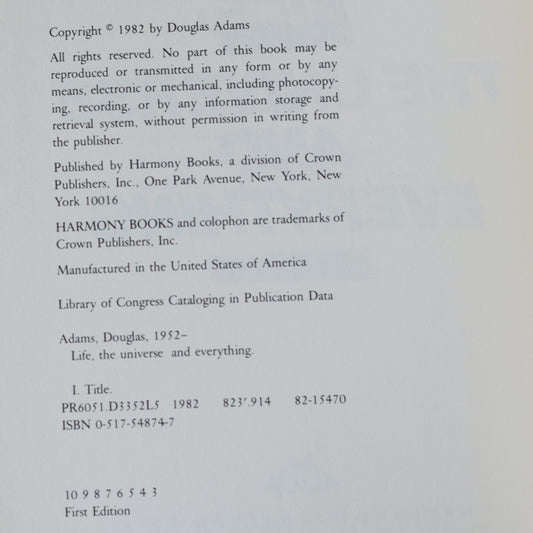 Copyright © 1982 by Douglas Adams
All rights reserved. No part of this book may be
reproduced or transmitted in any form or by any
means, electronic or mechanical, including photocopy-
ing, recording, or by any information storage and
retrieval system, without permission in writing from
the publisher.
Published by Harmony Books, a division of Crown
Publishers, Inc., One Park Avenue, New York, New
York 10016
HARMONY BOOKS and colophon are trademarks of
Crown Publishers, Inc.
Manufactured in the United States of America
Library of Congress Cataloging in Publication Data
Adams, Douglas, 1952–
Life, the universe and everything.
I. Title.
PR6051.D3352L5 1982 823'.914 82-15470
ISBN 0-517-54874-7
10 9 8 7 6 5 4 3
First Edition